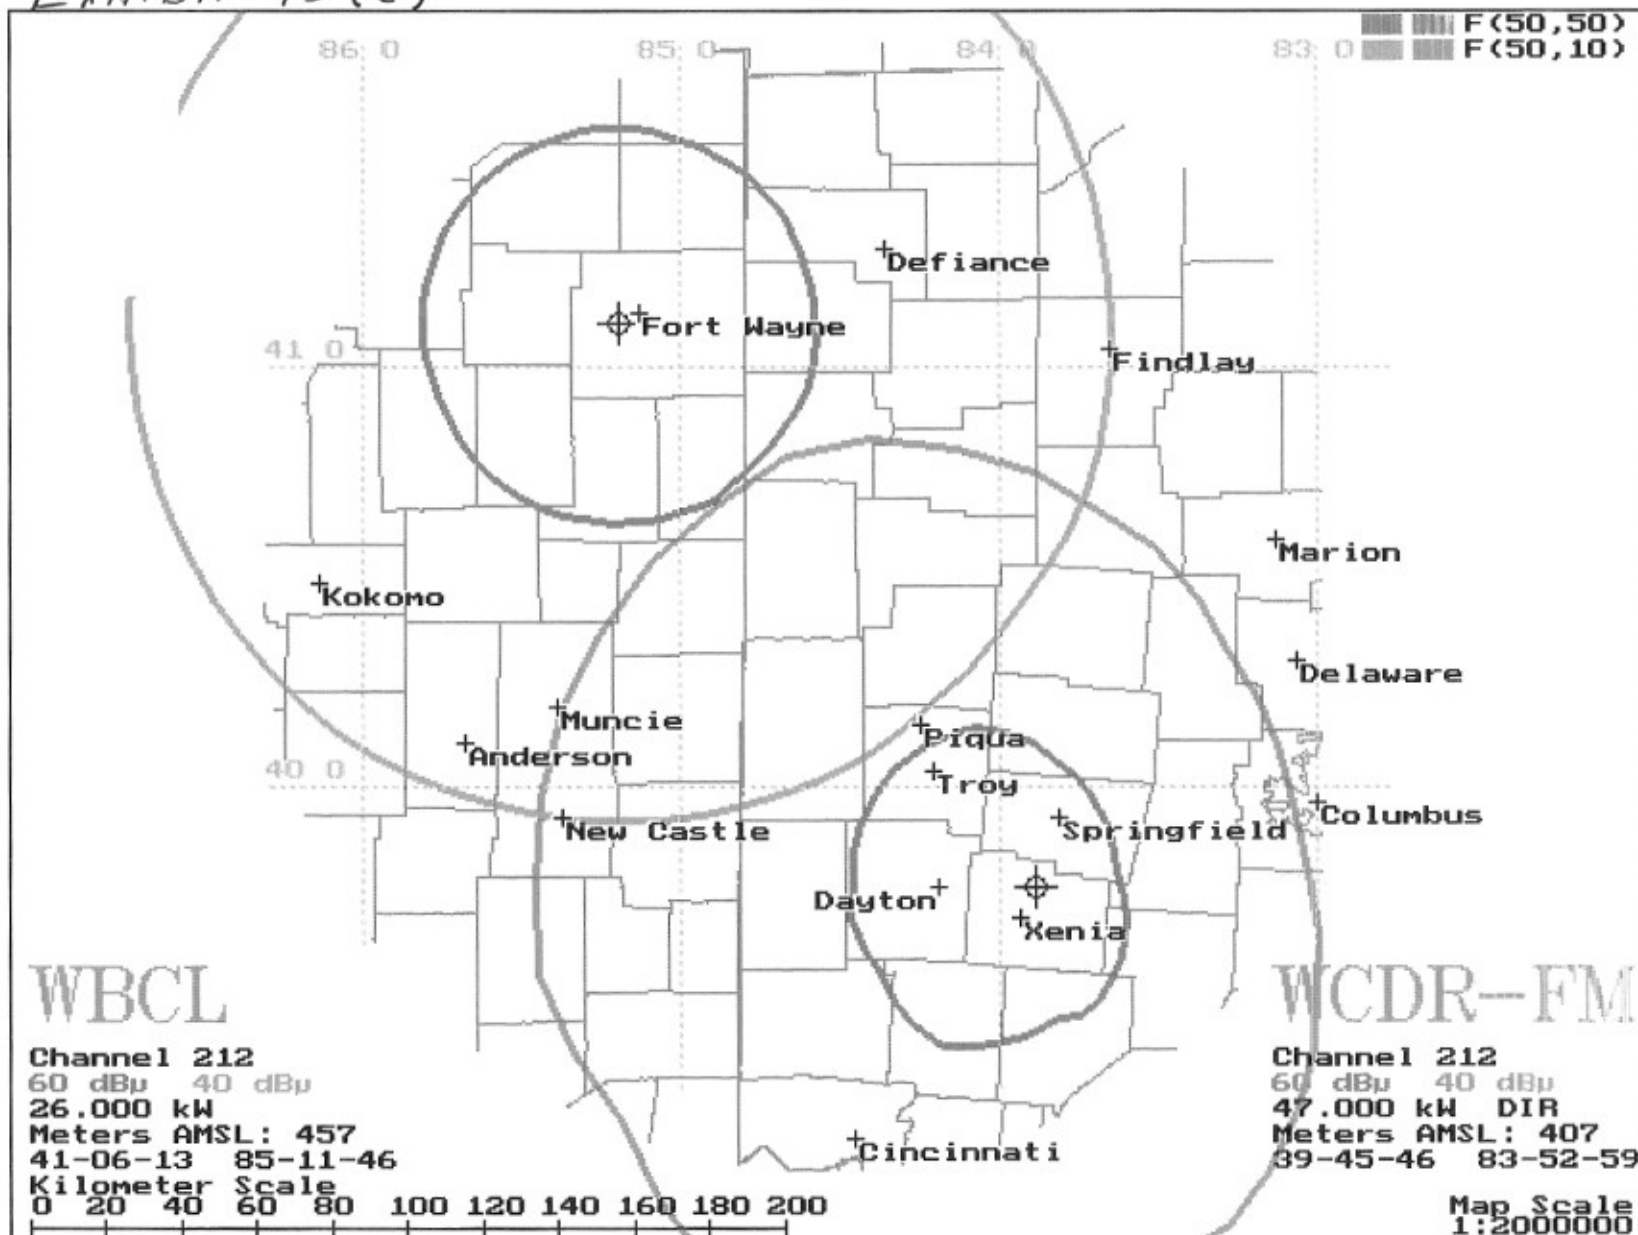 EXHIBIT
F(50,50)
F(50,10)
86 0
85 0
84 0
83 0
Defiance
Fort Wayne
41 0
Findlay
Marion
Kokomo
Delaware
Muncie
Piqua
Anderson
40 0
Troy
Columbus
New Castle
Springfield
Dayton
Xenia
WBCL
Channel 212
60 dBµ 40 dBµ
26.000 kW
Meters AMSL: 457
41-06-13 85-11-46
Kilometer Scale
0 20 40 60 80 100 120 140 160 180 200
Cincinnati
WCDR-FM
Channel 212
60 dBµ 40 dBµ
47.000 kW DIR
Meters AMSL: 407
39-45-46 83-52-59
Map Scale
1:2000000